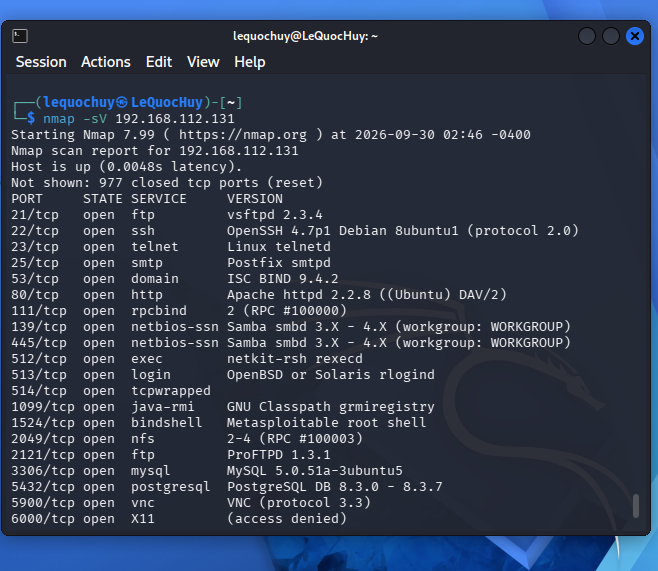 lequochuy@LeQuocHuy: ~
Session Actions Edit View Help
┌──(lequochuy㉿LeQuocHuy)-[~]
└─$ nmap -sV 192.168.112.131
Starting Nmap 7.99 ( https://nmap.org ) at 2026-09-30 02:46 -0400
Nmap scan report for 192.168.112.131
Host is up (0.0048s latency).
Not shown: 977 closed tcp ports (reset)
PORT     STATE SERVICE     VERSION
21/tcp   open  ftp         vsftpd 2.3.4
22/tcp   open  ssh         OpenSSH 4.7p1 Debian 8ubuntu1 (protocol 2.0)
23/tcp   open  telnet      Linux telnetd
25/tcp   open  smtp        Postfix smtpd
53/tcp   open  domain      ISC BIND 9.4.2
80/tcp   open  http        Apache httpd 2.2.8 ((Ubuntu) DAV/2)
111/tcp  open  rpcbind     2 (RPC #100000)
139/tcp  open  netbios-ssn Samba smbd 3.X - 4.X (workgroup: WORKGROUP)
445/tcp  open  netbios-ssn Samba smbd 3.X - 4.X (workgroup: WORKGROUP)
512/tcp  open  exec        netkit-rsh rexecd
513/tcp  open  login       OpenBSD or Solaris rlogind
514/tcp  open  tcpwrapped
1099/tcp open  java-rmi    GNU Classpath grmiregistry
1524/tcp open  bindshell   Metasploitable root shell
2049/tcp open  nfs         2-4 (RPC #100003)
2121/tcp open  ftp         ProFTPD 1.3.1
3306/tcp open  mysql       MySQL 5.0.51a-3ubuntu5
5432/tcp open  postgresql  PostgreSQL DB 8.3.0 - 8.3.7
5900/tcp open  vnc         VNC (protocol 3.3)
6000/tcp open  X11         (access denied)